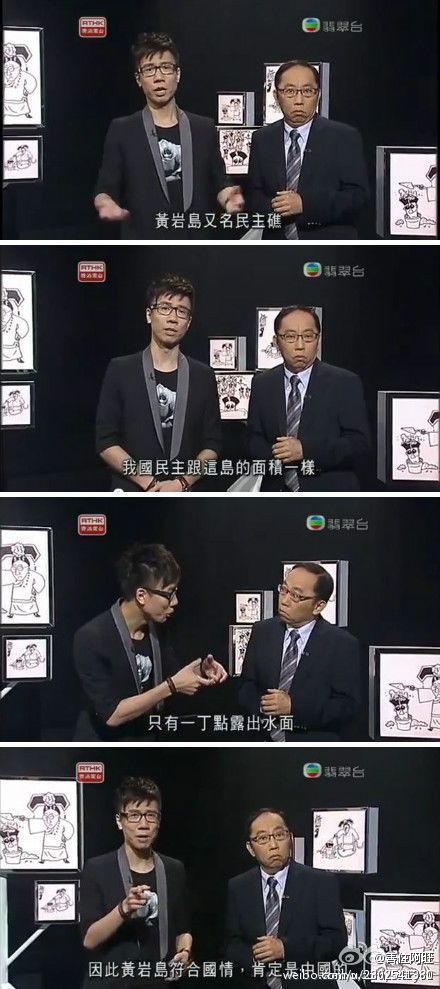 RTHK
香港電台
翡翠台
黃岩島又名民主礁
RTHK
香港電台
翡翠台
我國民主跟這島的面積一樣
RTHK
香港電台
翡翠台
只有一丁點露出水面
RTHK
香港電台
翡翠台
因此黃岩島符合國情，肯定是中國的
weibo.com/u/2802541381